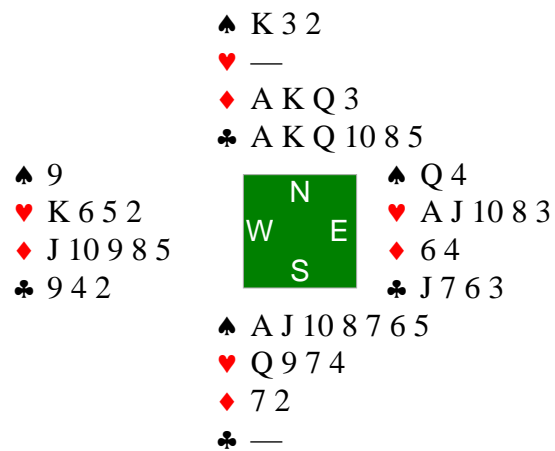 ♠ K 3 2
♥ —
♦ A K Q 3
♣ A K Q 10 8 5
♠ 9
♥ K 6 5 2
♦ J 10 9 8 5
♣ 9 4 2
N
W E
S
♠ Q 4
♥ A J 10 8 3
♦ 6 4
♣ J 7 6 3
♠ A J 10 8 7 6 5
♥ Q 9 7 4
♦ 7 2
♣ —